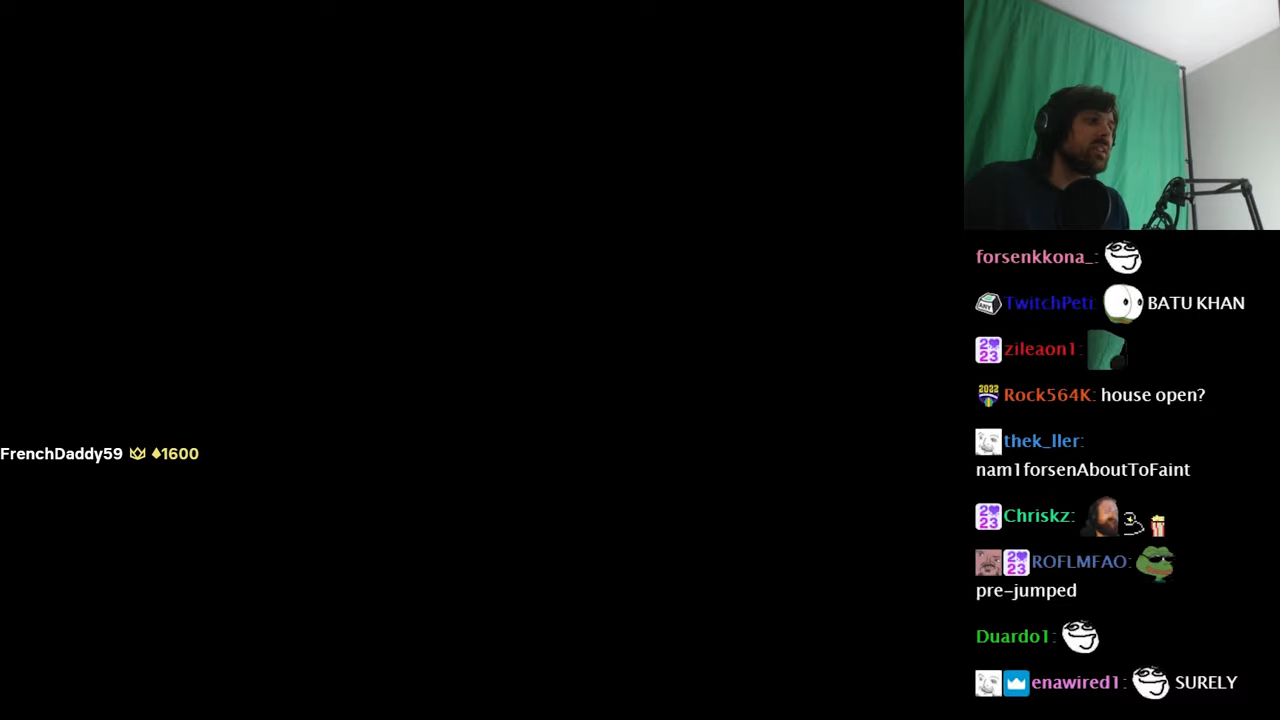 forsenkkona_:
TwitchPeti: BATU KHAN
zileaon1:
Rock564K: house open?
thek_ller:
nam1forsenAboutToFaint
FrenchDaddy59 1600
Chriskz:
ROFLMFAO:
pre-jumped
Duardo1:
enawired1: SURELY